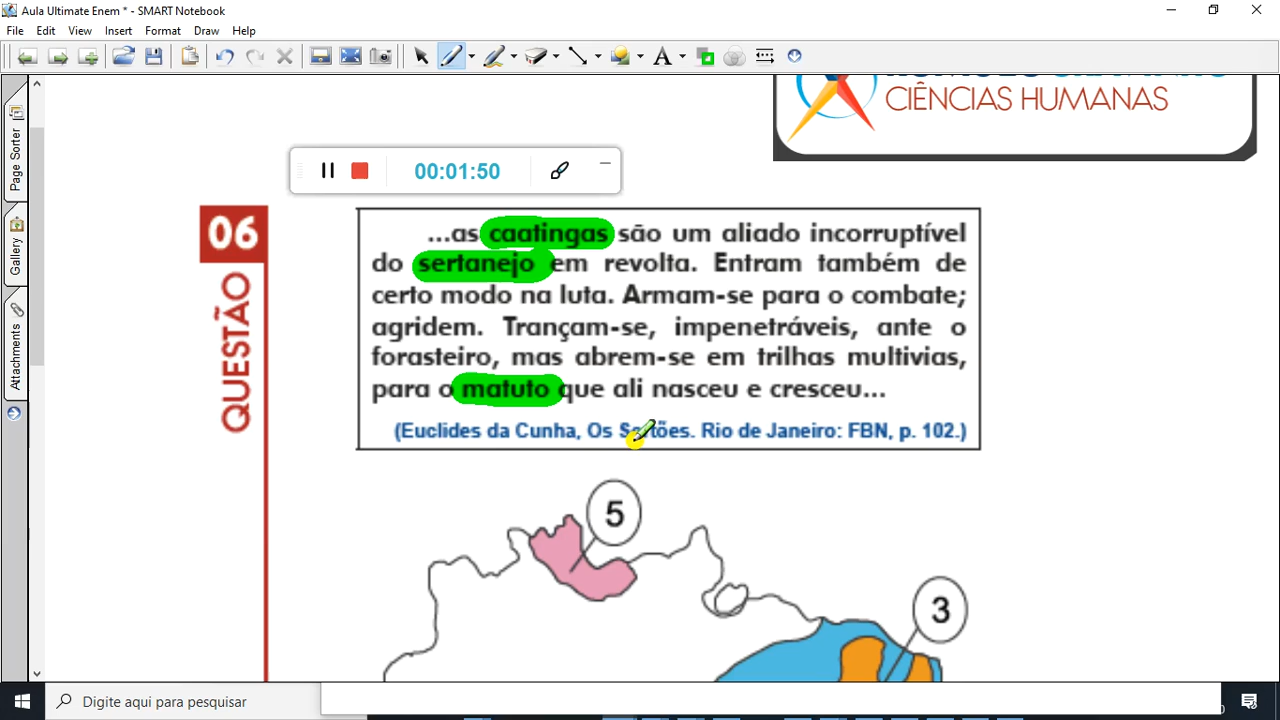 Aula Ultimate Enem * - SMART Notebook
File Edit View Insert Format Draw Help
CIÊNCIAS HUMANAS
Page Sorter
Gallery
Attachments
00:01:50
06
QUESTÃO
...as caatingas são um aliado incorruptível
do sertanejo em revolta. Entram também de
certo modo na luta. Armam-se para o combate;
agridem. Trançam-se, impenetráveis, ante o
forasteiro, mas abrem-se em trilhas multivias,
para o matuto que ali nasceu e cresceu...
(Euclides da Cunha, Os Sertões. Rio de Janeiro: FBN, p. 102.)
5
3
Digite aqui para pesquisar